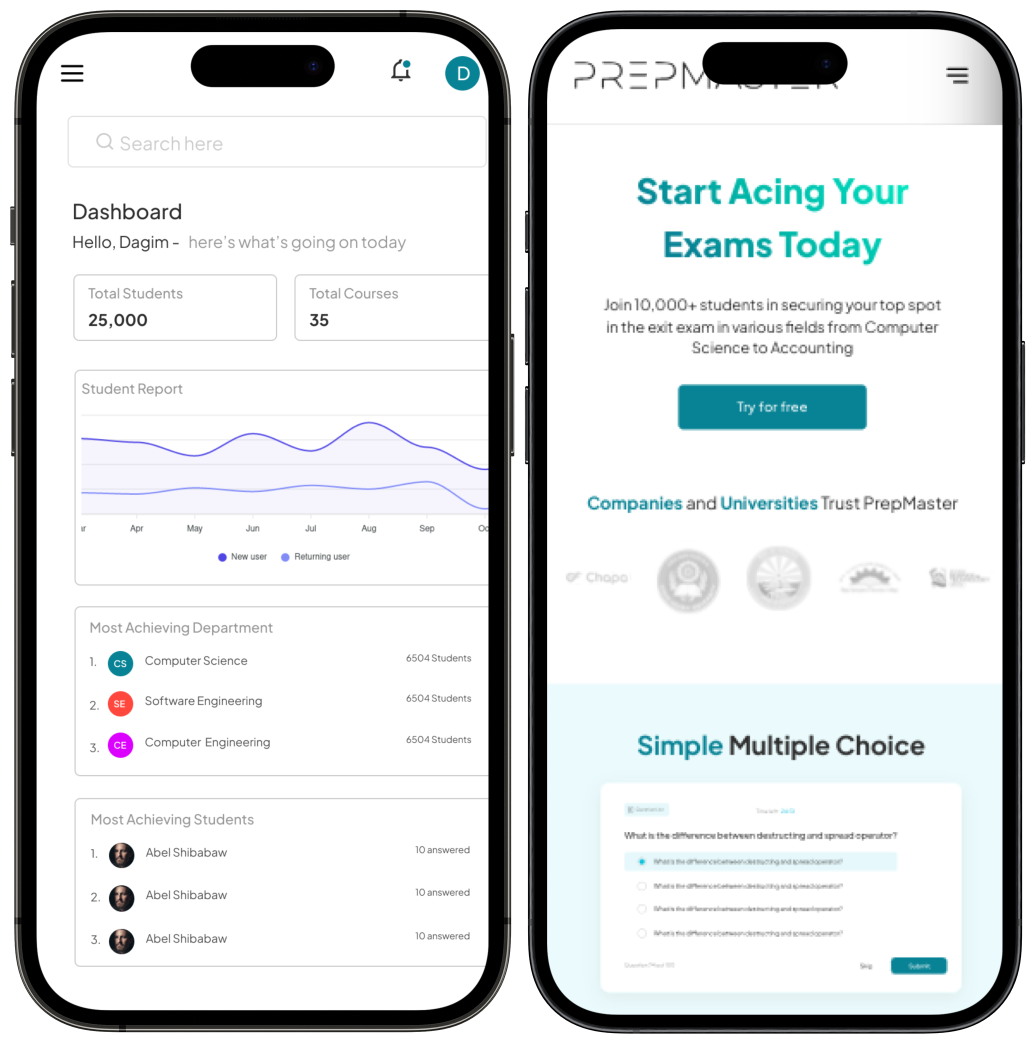 D
Search here
Dashboard
Hello, Dagim - here's what's going on today
Total Students
25,000
Total Courses
35
Student Report
Apr May Jun Jul Aug Sep
New user Returning user
Most Achieving Department
1. CS Computer Science 6504 Students
2. SE Software Engineering 6504 Students
3. CE Computer Engineering 6504 Students
Most Achieving Students
1. Abel Shibabaw 10 answered
2. Abel Shibabaw 10 answered
3. Abel Shibabaw 10 answered
PREPMASTER
Start Acing Your
Exams Today
Join 10,000+ students in securing your top spot
in the exit exam in various fields from Computer
Science to Accounting
Try for free
Companies and Universities Trust PrepMaster
Chapa
Simple Multiple Choice
What is the difference between destructing and spread operator?
What is the difference between destructing and spread operator?
What is the difference between destructing and spread operator?
What is the difference between destructing and spread operator?
What is the difference between destructing and spread operator?
Skip
Submit